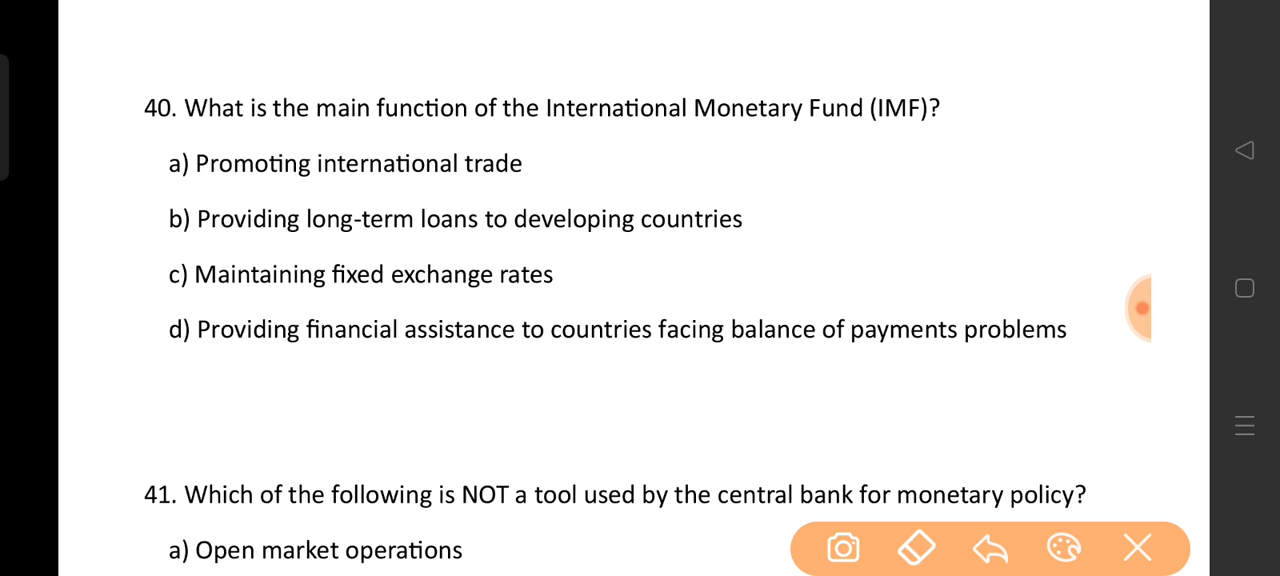 40. What is the main function of the International Monetary Fund (IMF)?
a) Promoting international trade
b) Providing long-term loans to developing countries
c) Maintaining fixed exchange rates
d) Providing financial assistance to countries facing balance of payments problems
41. Which of the following is NOT a tool used by the central bank for monetary policy?
a) Open market operations